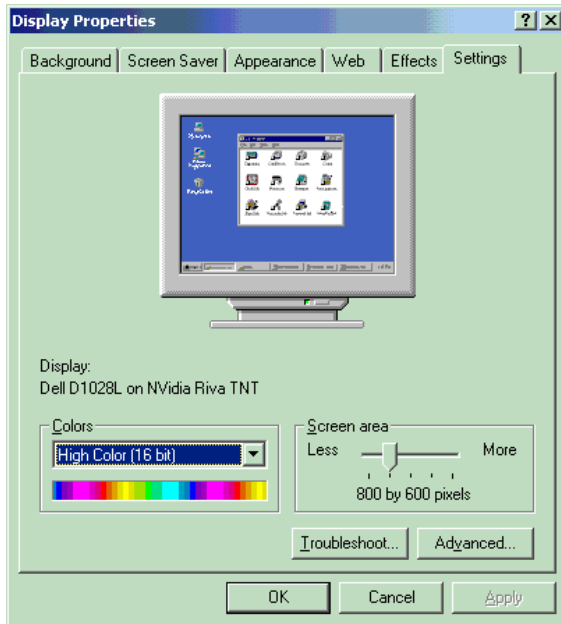 Display Properties
Background Screen Saver Appearance Web Effects Settings
Display:
Dell D1028L on NVidia Riva TNT
Colors
High Color (16 bit)
Screen area
Less More
800 by 600 pixels
Troubleshoot... Advanced...
OK Cancel Apply